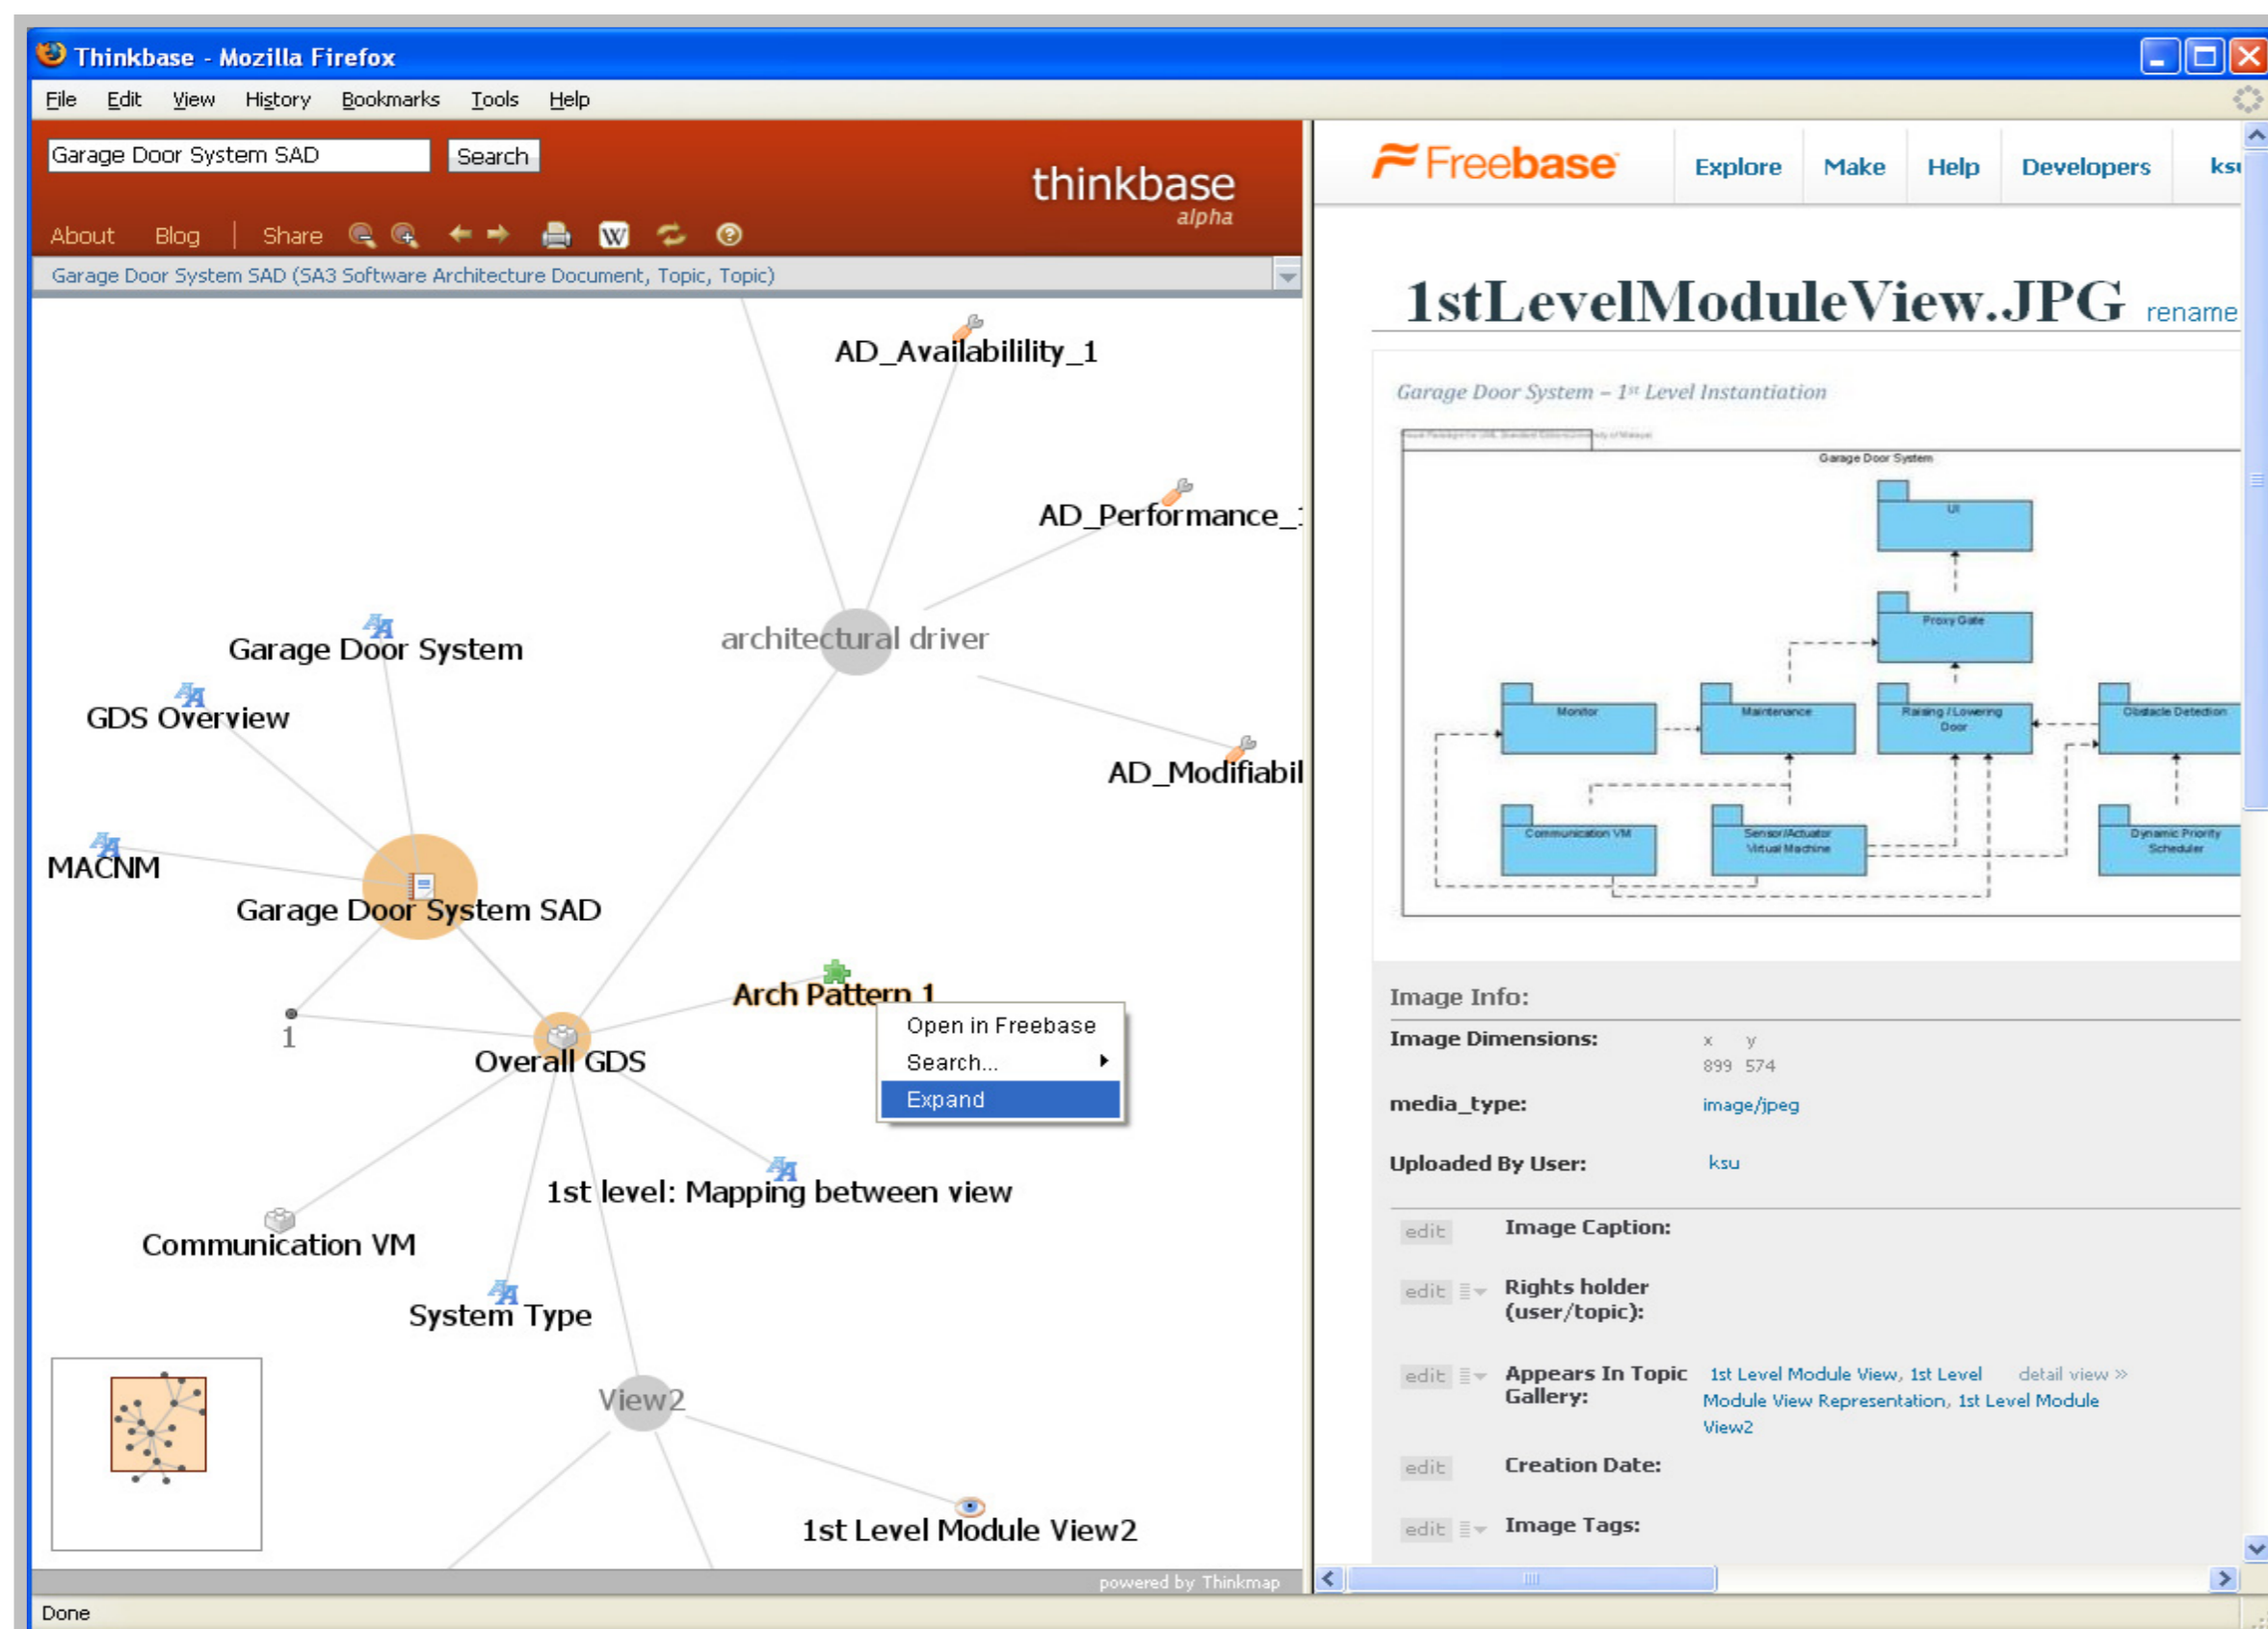 Thinkbase - Mozilla Firefox
File Edit View History Bookmarks Tools Help
Garage Door System SAD Search
thinkbase
alpha
About Blog | Share W
Garage Door System SAD (SA3 Software Architecture Document, Topic, Topic)
AD_Availabilility_1
AD_Performance_1
architectural driver
Garage Door System
GDS Overview
AD_Modifiabil
MACNM
Garage Door System SAD
Arch Pattern 1
1
Overall GDS
Open in Freebase
Search...
Expand
1st level: Mapping between view
Communication VM
System Type
View2
1st Level Module View2
powered by Thinkmap
Done
Freebase Explore Make Help Developers ksu
1stLevelModuleView.JPG rename
Garage Door System – 1st Level Instantiation
Garage Door System
UI
Proxy Gate
Monitor Maintenance Raising / Lowering Obstacle Detection
Door
Communication VM Sensor/Actuator Dynamic Priority
Virtual Machine Scheduler
Image Info:
Image Dimensions: x y
899 574
media_type: image/jpeg
Uploaded By User: ksu
edit Image Caption:
edit Rights holder
(user/topic):
edit Appears In Topic 1st Level Module View, 1st Level detail view »
Gallery: Module View Representation, 1st Level Module
View2
edit Creation Date:
edit Image Tags: